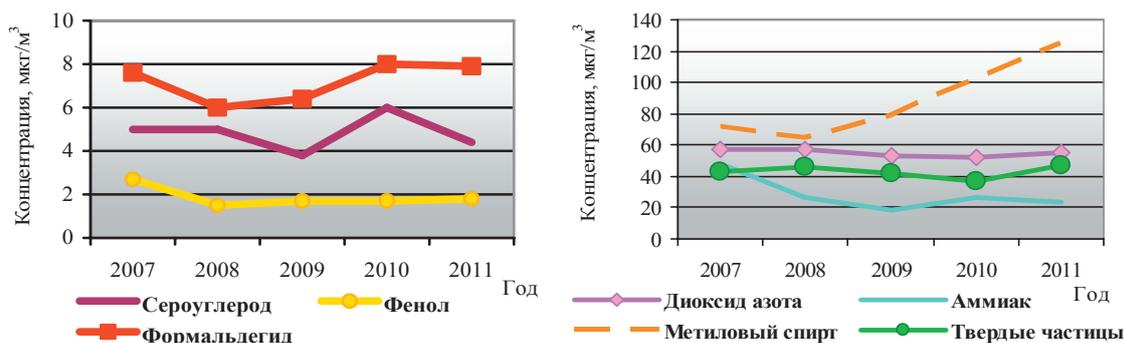 Концентрация, мкг/м³
10
8
6
4
2
0
2007 2008 2009 2010 2011
Год
Сероуглерод Фенол
Формальдегид
Концентрация, мкг/м³
140
120
100
80
60
40
20
0
2007 2008 2009 2010 2011
Год
Диоксид азота Аммиак
Метиловый спирт Твердые частицы